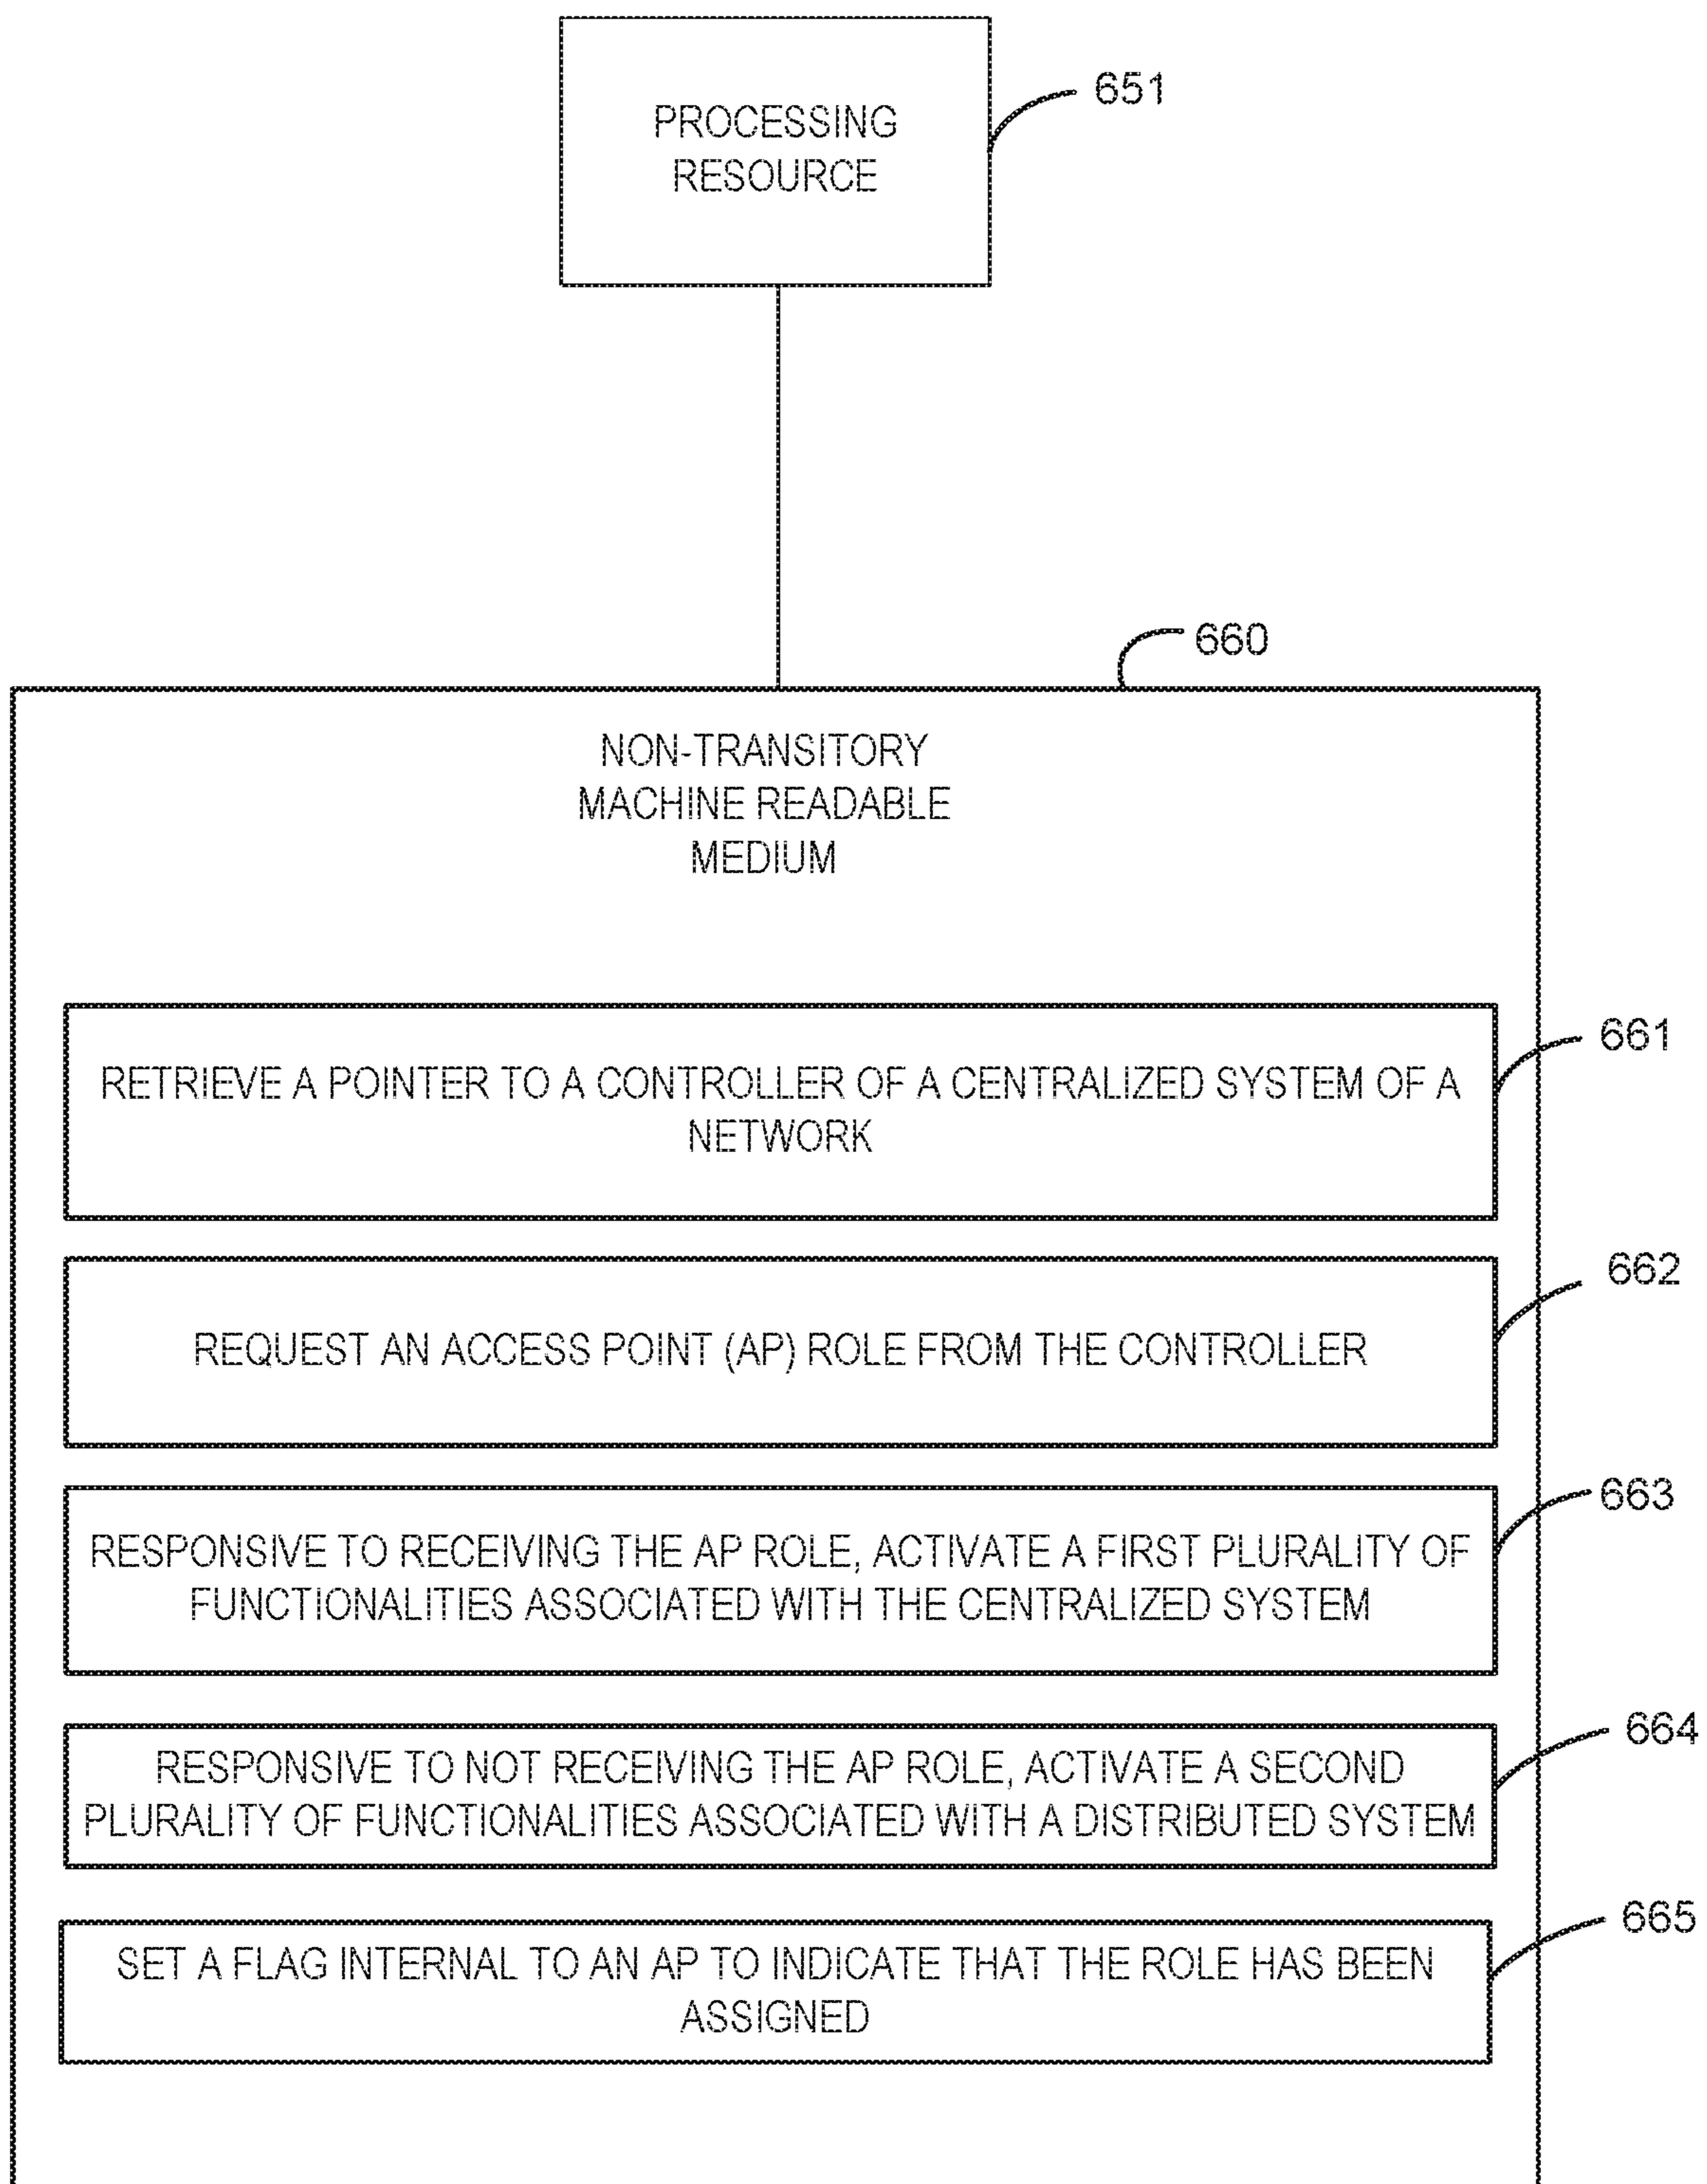 PROCESSING
RESOURCE
651
660
NON-TRANSITORY
MACHINE READABLE
MEDIUM
661
RETRIEVE A POINTER TO A CONTROLLER OF A CENTRALIZED SYSTEM OF A
NETWORK
662
REQUEST AN ACCESS POINT (AP) ROLE FROM THE CONTROLLER
663
RESPONSIVE TO RECEIVING THE AP ROLE, ACTIVATE A FIRST PLURALITY OF
FUNCTIONALITIES ASSOCIATED WITH THE CENTRALIZED SYSTEM
664
RESPONSIVE TO NOT RECEIVING THE AP ROLE, ACTIVATE A SECOND
PLURALITY OF FUNCTIONALITIES ASSOCIATED WITH A DISTRIBUTED SYSTEM
665
SET A FLAG INTERNAL TO AN AP TO INDICATE THAT THE ROLE HAS BEEN
ASSIGNED